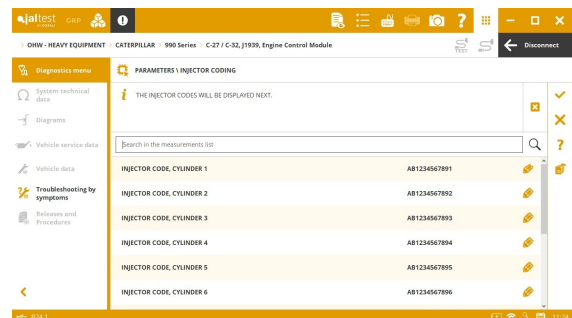 jaltest GRP
OHW - HEAVY EQUIPMENT CATERPILLAR 990 Series C-27 / C-32, J1939, Engine Control Module
TEST
Disconnect
Diagnostics menu
System technical
data
Diagrams
Vehicle service data
Vehicle data
Troubleshooting by
symptoms
Releases and
Procedures
PARAMETERS \ INJECTOR CODING
THE INJECTOR CODES WILL BE DISPLAYED NEXT.
Search in the measurements list
INJECTOR CODE, CYLINDER 1 AB1234567891
INJECTOR CODE, CYLINDER 2 AB1234567892
INJECTOR CODE, CYLINDER 3 AB1234567893
INJECTOR CODE, CYLINDER 4 AB1234567894
INJECTOR CODE, CYLINDER 5 AB1234567895
INJECTOR CODE, CYLINDER 6 AB1234567896